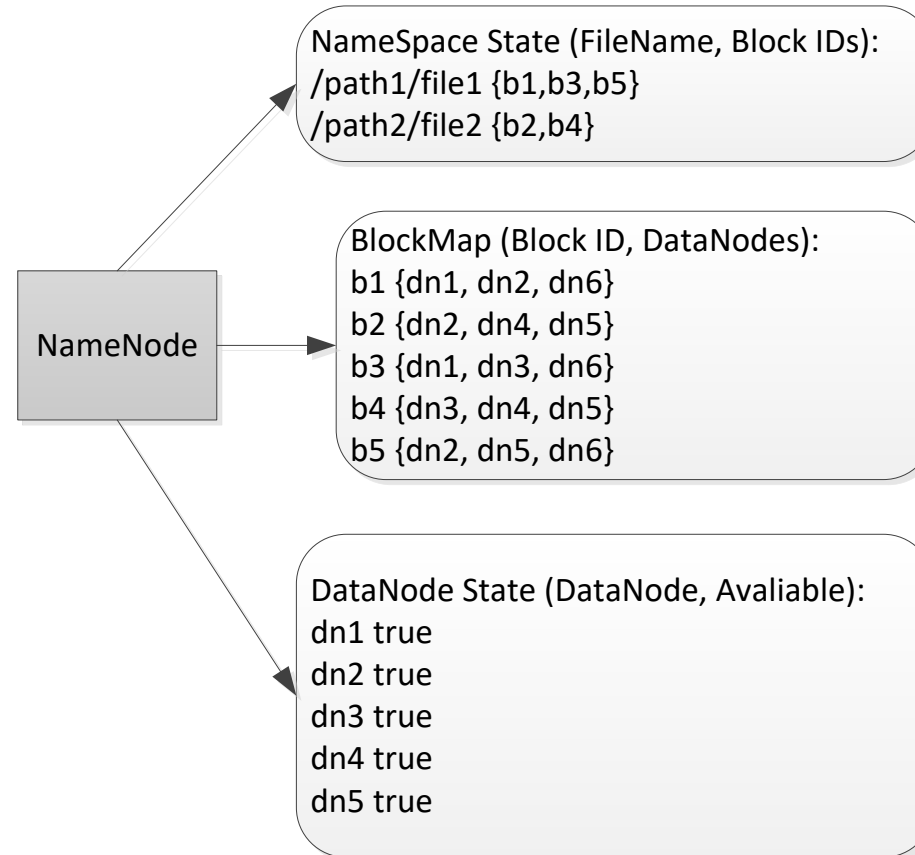 NameSpace State (FileName, Block IDs):
/path1/file1 {b1,b3,b5}
/path2/file2 {b2,b4}
NameNode
BlockMap (Block ID, DataNodes):
b1 {dn1, dn2, dn6}
b2 {dn2, dn4, dn5}
b3 {dn1, dn3, dn6}
b4 {dn3, dn4, dn5}
b5 {dn2, dn5, dn6}
DataNode State (DataNode, Avaliable):
dn1 true
dn2 true
dn3 true
dn4 true
dn5 true